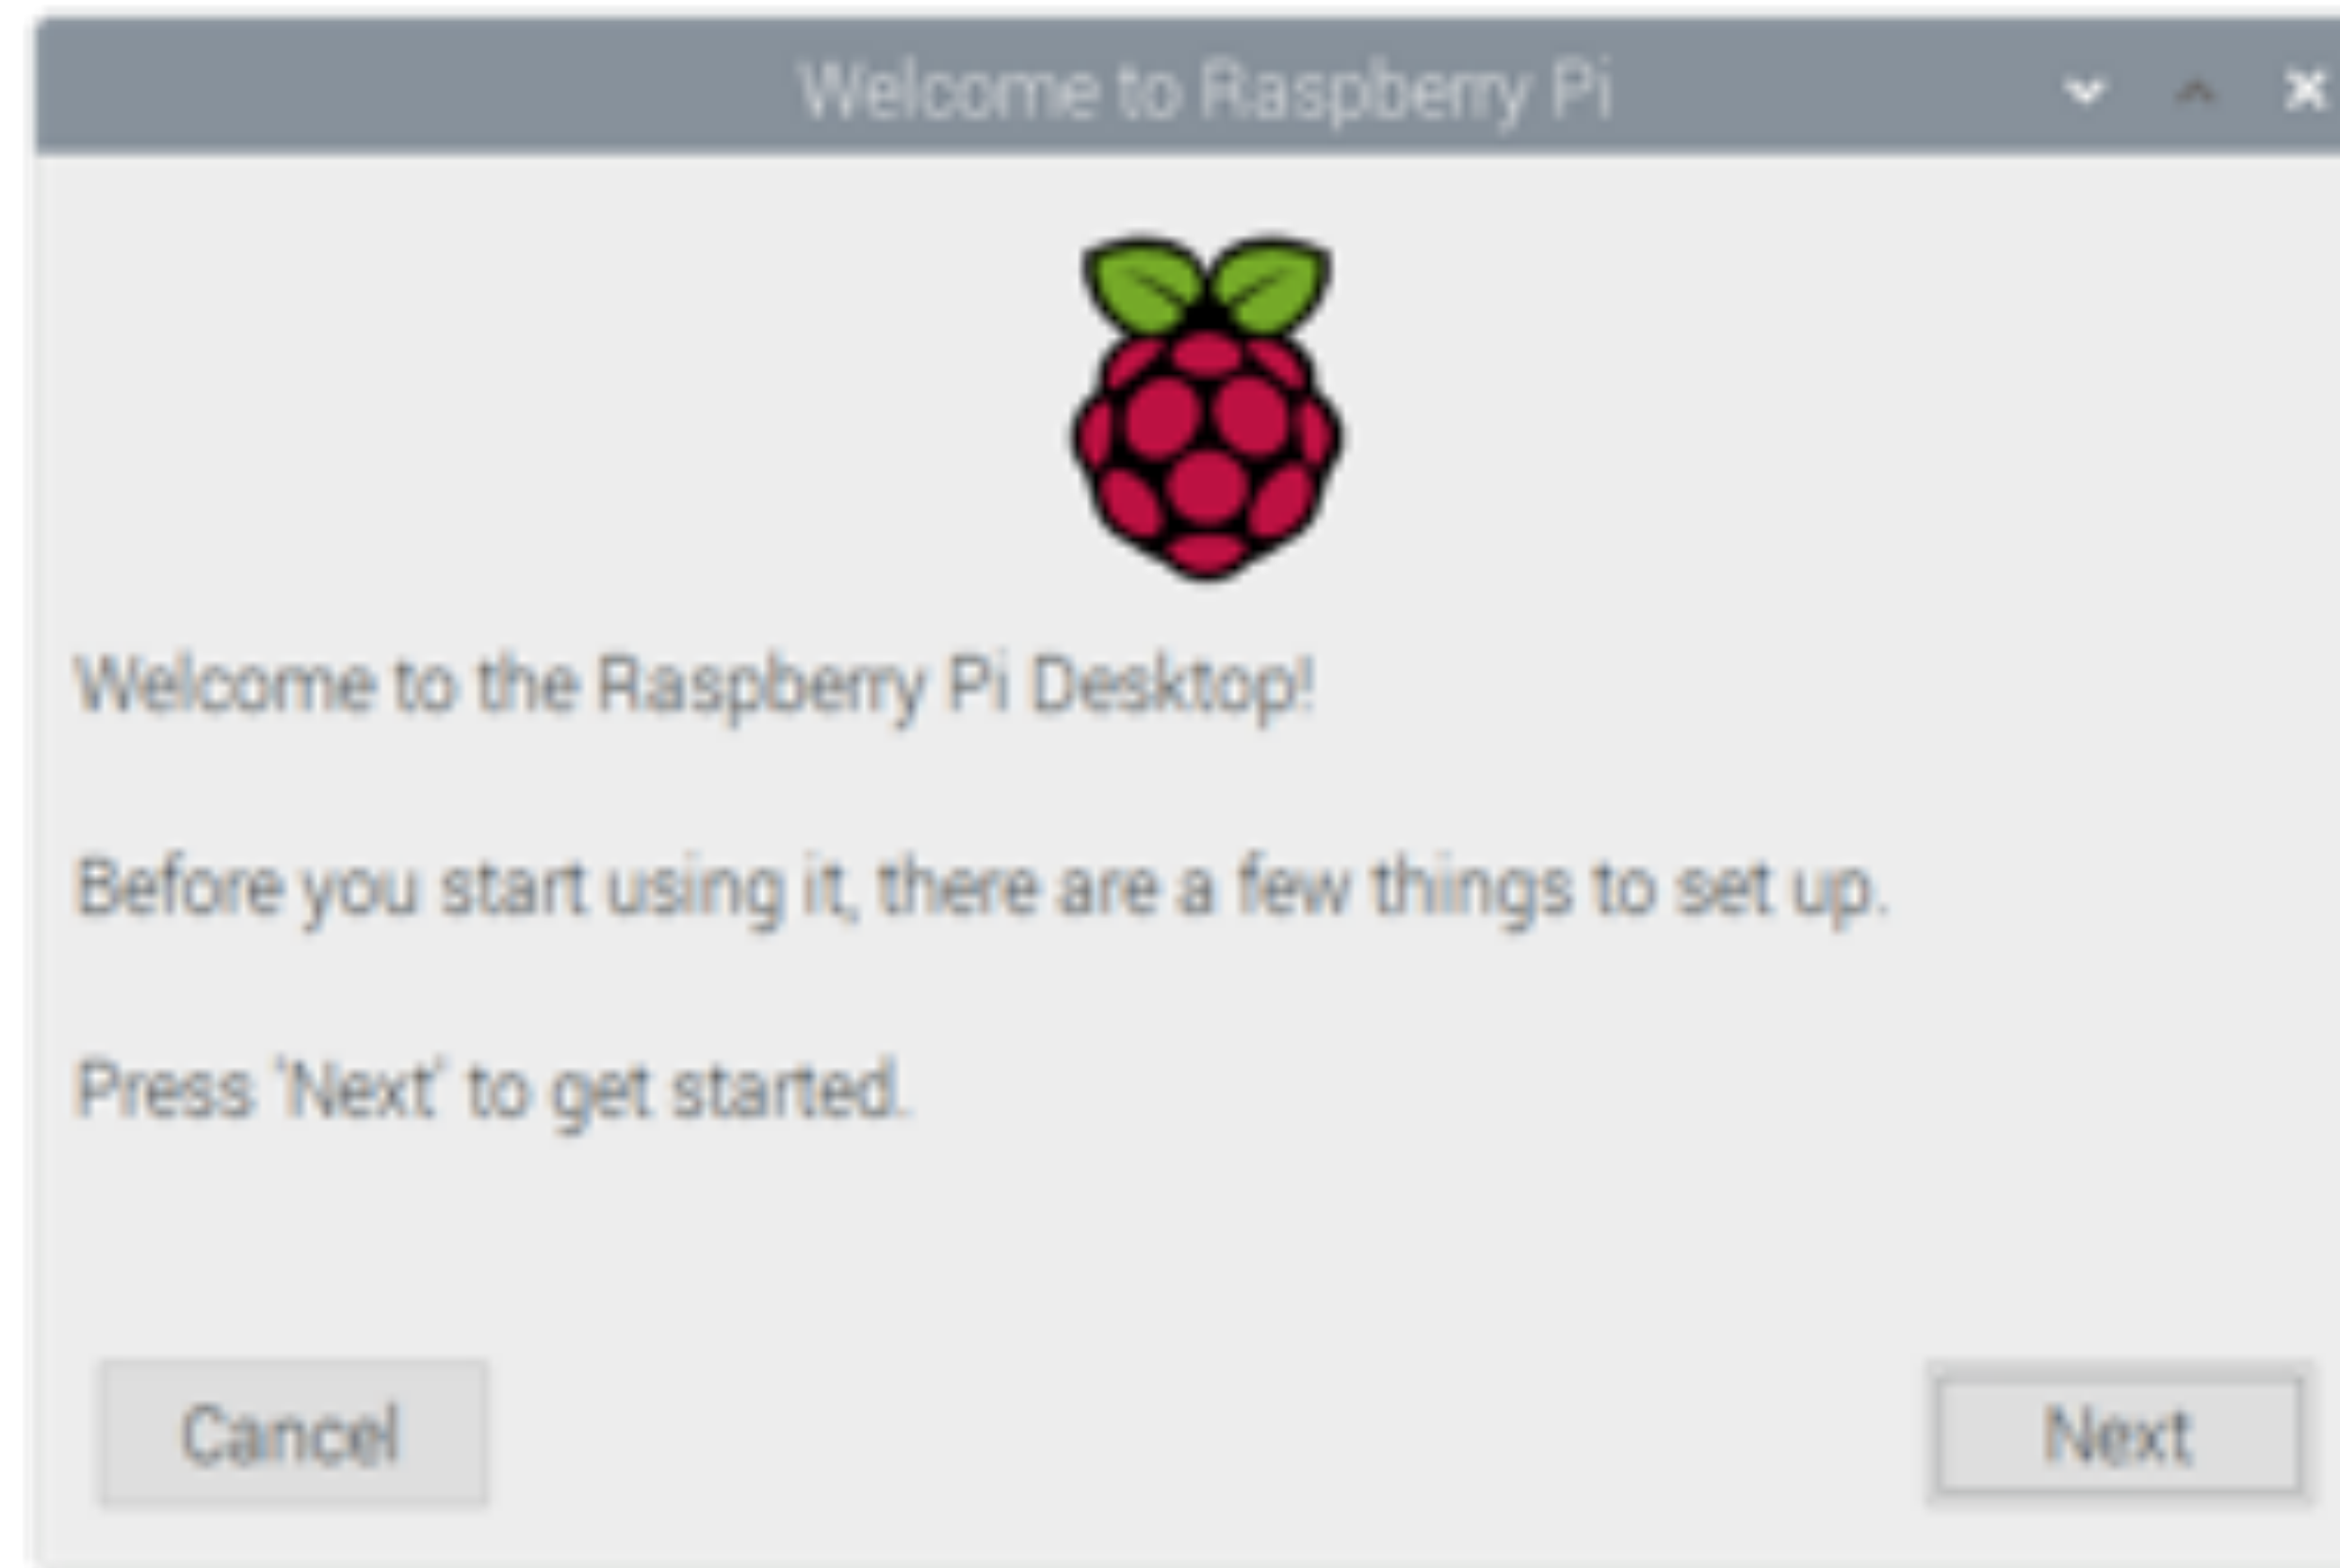 Welcome to Raspberry Pi
Welcome to the Raspberry Pi Desktop!
Before you start using it, there are a few things to set up.
Press 'Next' to get started.
Cancel
Next